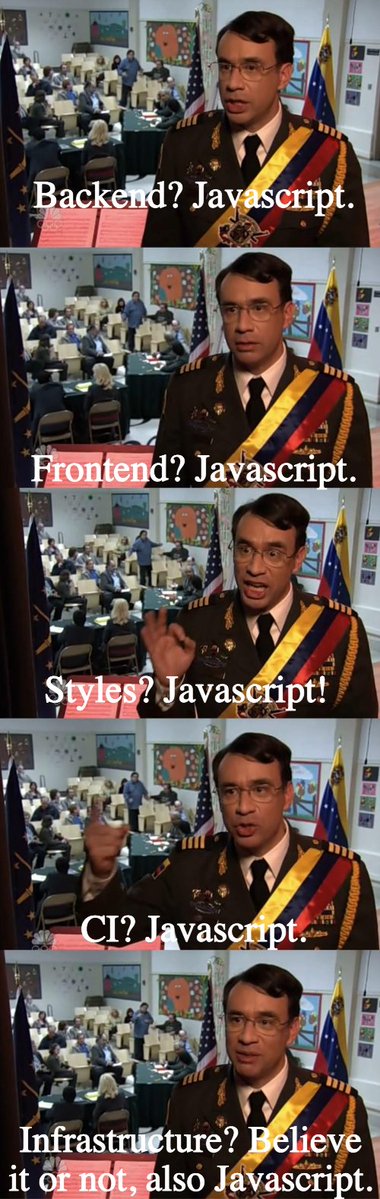 Backend? Javascript.
Frontend? Javascript.
Styles? Javascript!
CI? Javascript.
Infrastructure? Believe
it or not, also Javascript.